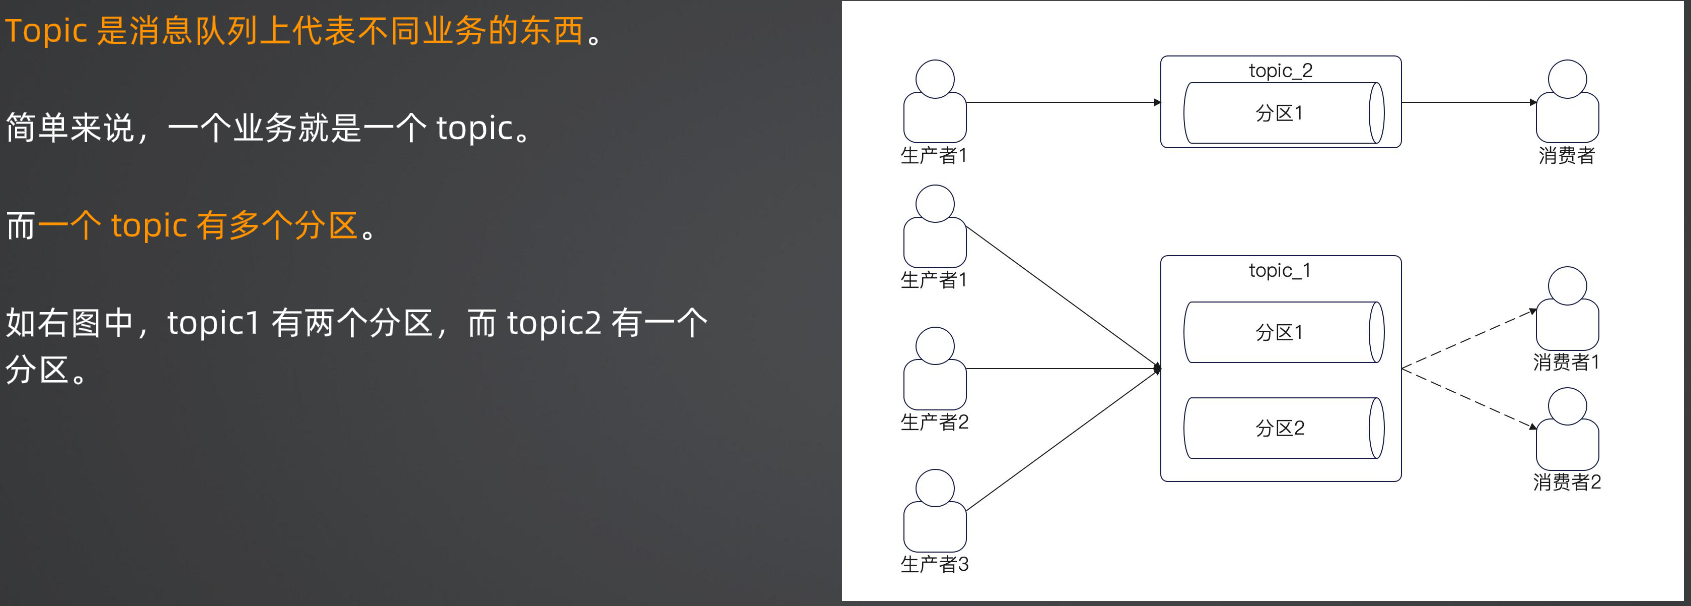 Topic 是消息队列上代表不同业务的东西。
简单来说，一个业务就是一个 topic。
而一个 topic 有多个分区。
如右图中，topic1 有两个分区，而 topic2 有一个
分区。
topic_2
分区1
生产者1
消费者
生产者1
topic_1
分区1
消费者1
生产者2
分区2
消费者2
生产者3